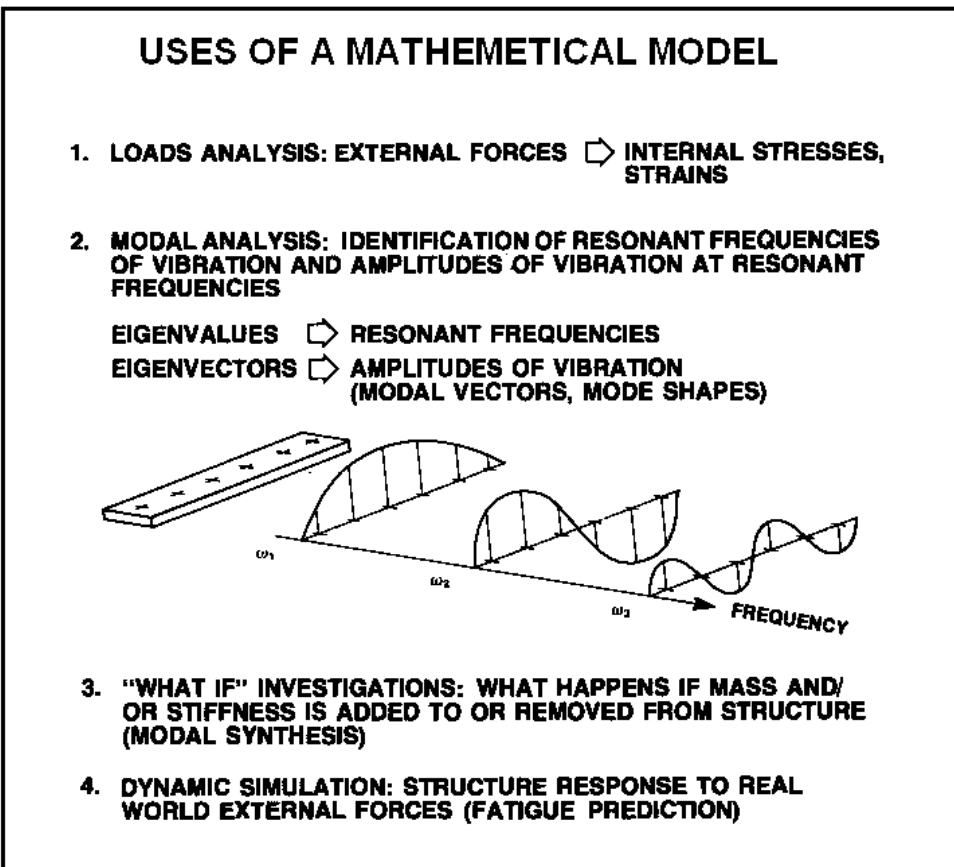 USES OF A MATHEMETICAL MODEL
1. LOADS ANALYSIS: EXTERNAL FORCES ⇨ INTERNAL STRESSES,
STRAINS
2. MODAL ANALYSIS: IDENTIFICATION OF RESONANT FREQUENCIES
OF VIBRATION AND AMPLITUDES OF VIBRATION AT RESONANT
FREQUENCIES
EIGENVALUES ⇨ RESONANT FREQUENCIES
EIGENVECTORS ⇨ AMPLITUDES OF VIBRATION
(MODAL VECTORS, MODE SHAPES)
ω₁
ω₂
ω₃
FREQUENCY
3. "WHAT IF" INVESTIGATIONS: WHAT HAPPENS IF MASS AND/
OR STIFFNESS IS ADDED TO OR REMOVED FROM STRUCTURE
(MODAL SYNTHESIS)
4. DYNAMIC SIMULATION: STRUCTURE RESPONSE TO REAL
WORLD EXTERNAL FORCES (FATIGUE PREDICTION)